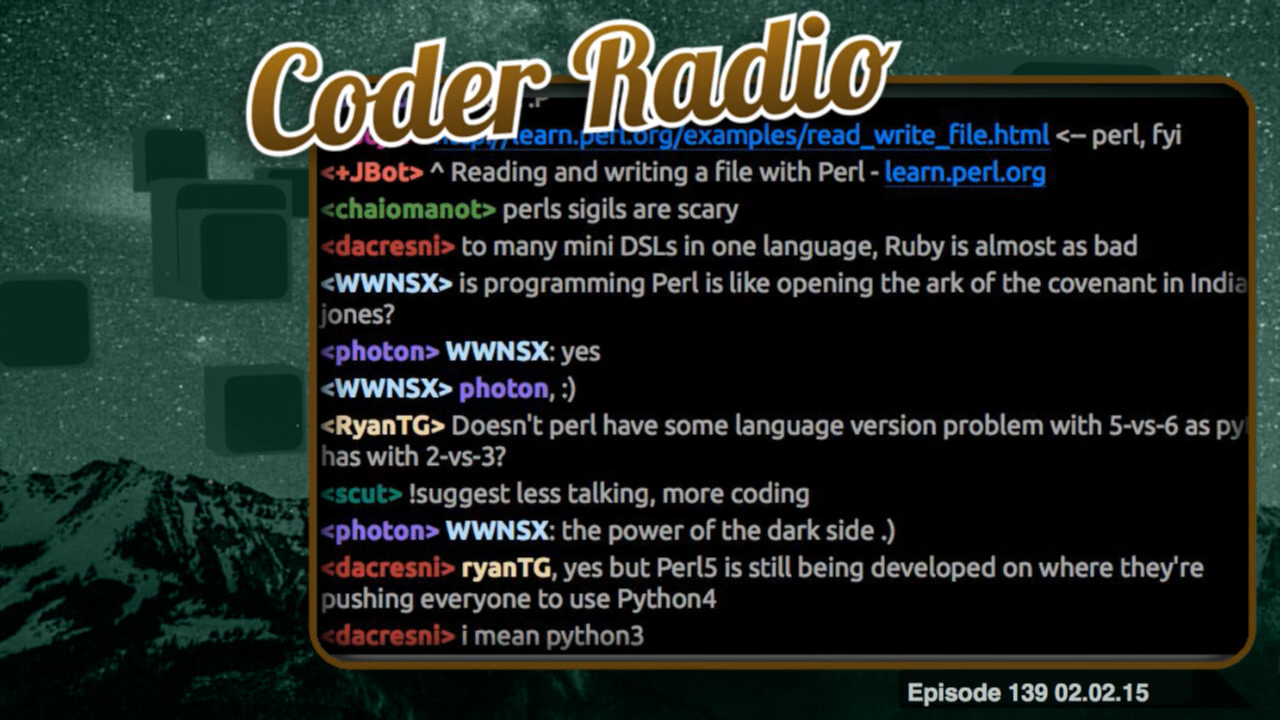 Coder Radio
http://learn.perl.org/examples/read_write_file.html <-- perl, fyi
<+JBot> ^ Reading and writing a file with Perl - learn.perl.org
<chaiomanot> perls sigils are scary
<dacresni> to many mini DSLs in one language, Ruby is almost as bad
<WWNSX> is programming Perl is like opening the ark of the covenant in India
jones?
<photon> WWNSX: yes
<WWNSX> photon, :)
<RyanTG> Doesn't perl have some language version problem with 5-vs-6 as py
has with 2-vs-3?
<scut> !suggest less talking, more coding
<photon> WWNSX: the power of the dark side .)
<dacresni> ryanTG, yes but Perl5 is still being developed on where they're
pushing everyone to use Python4
<dacresni> i mean python3
Episode 139 02.02.15